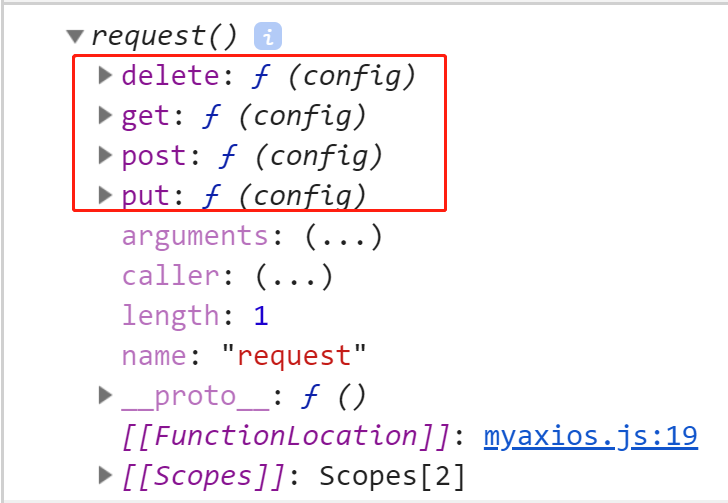 ▼request() i
▶delete: ƒ (config)
▶get: ƒ (config)
▶post: ƒ (config)
▶put: ƒ (config)
arguments: (...)
caller: (...)
length: 1
name: "request"
▶__proto__: ƒ ()
[[FunctionLocation]]: myaxios.js:19
▶[[Scopes]]: Scopes[2]